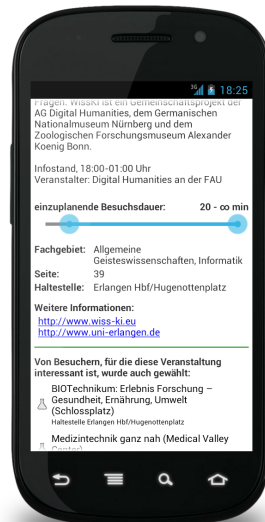 3G 18:25
Fragen. WissKI ist ein Gemeinschaftsprojekt der
AG Digital Humanities, dem Germanischen
Nationalmuseum Nürnberg und dem
Zoologischen Forschungsmuseum Alexander
Koenig Bonn.
Infostand, 18:00-01:00 Uhr
Veranstalter: Digital Humanities an der FAU
einzuplanende Besuchsdauer: 20 - ∞ min
Fachgebiet: Allgemeine
Geisteswissenschaften, Informatik
Seite: 39
Haltestelle: Erlangen Hbf/Hugenottenplatz
Weitere Informationen:
http://www.wiss-ki.eu
http://www.uni-erlangen.de
Von Besuchern, für die diese Veranstaltung
interessant ist, wurde auch gewählt:
BIOTechnikum: Erlebnis Forschung –
Gesundheit, Ernährung, Umwelt
(Schlossplatz)
Haltestelle Erlangen Hbf/Hugenottenplatz
Medizintechnik ganz nah (Medical Valley
Center)